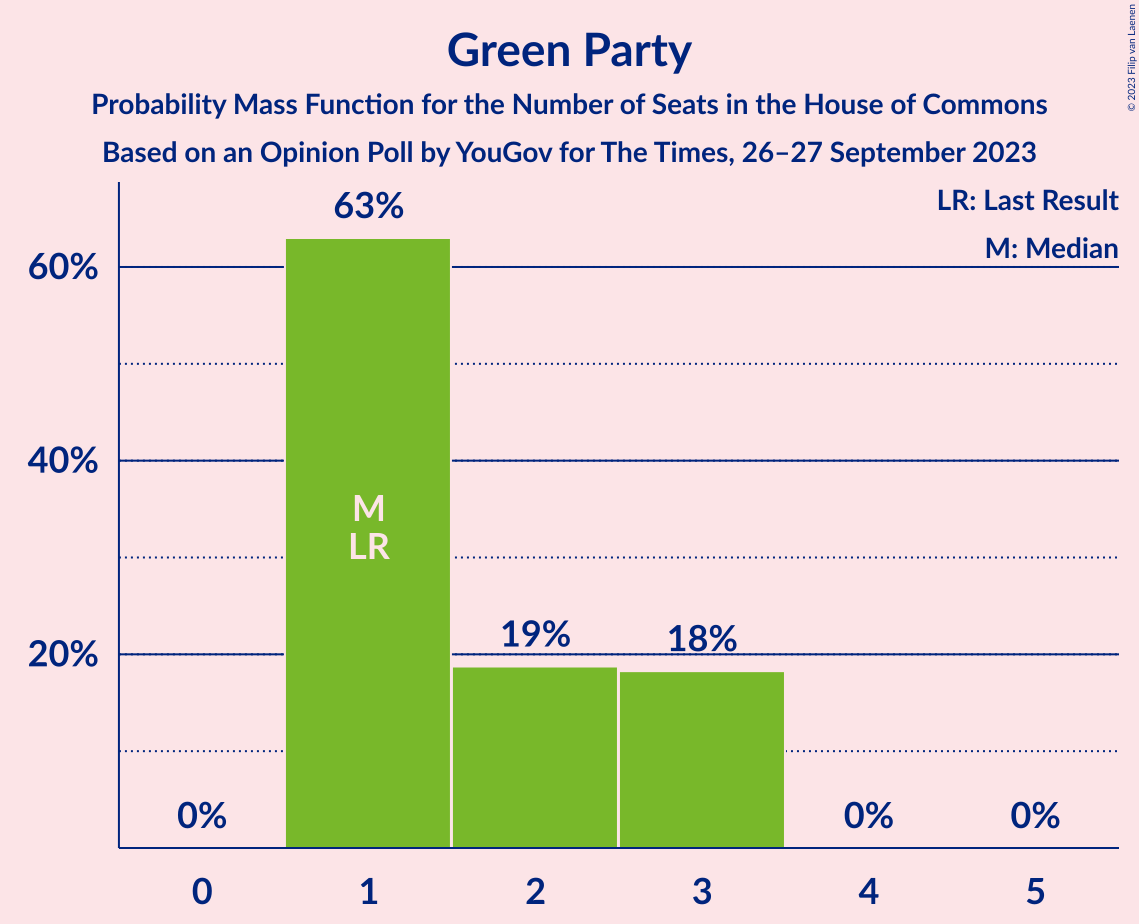 Green Party
Probability Mass Function for the Number of Seats in the House of Commons
Based on an Opinion Poll by YouGov for The Times, 26–27 September 2023
© 2023 Filip van Laenen
LR: Last Result
M: Median
63%
60%
40%
M
LR
19%
18%
20%
0%
0%
0%
0
1
2
3
4
5